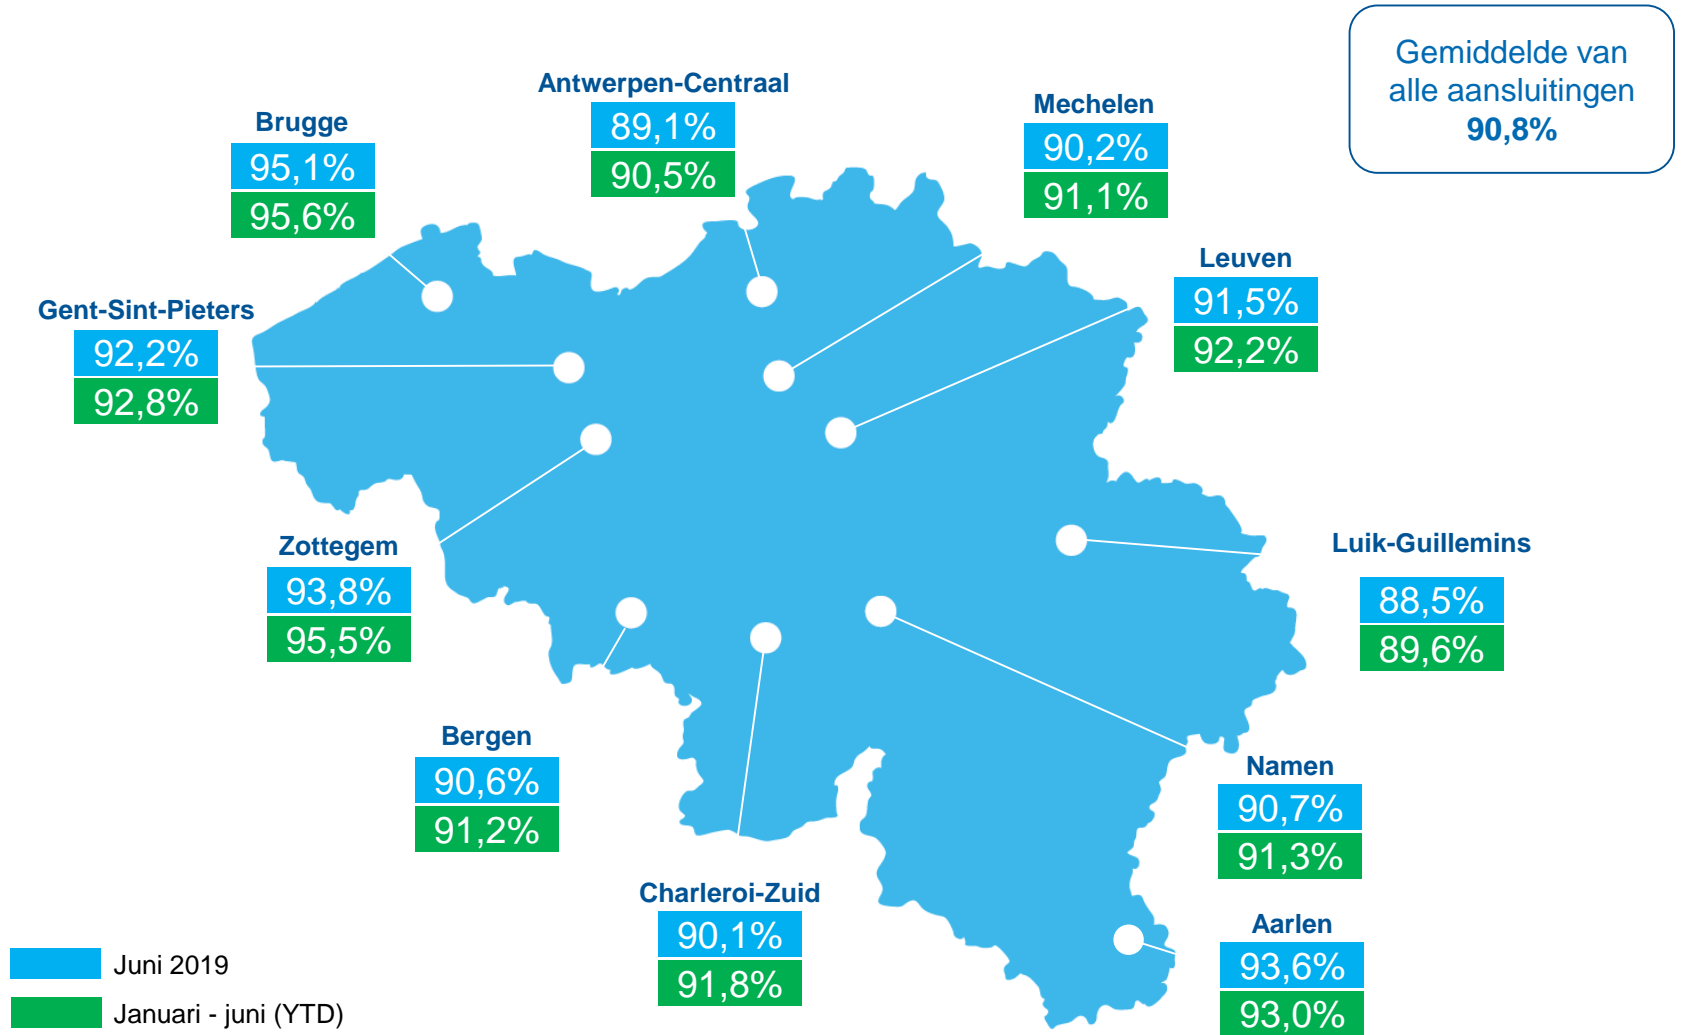 Gemiddelde van
alle aansluitingen
90,8%
Antwerpen-Centraal
89,1%
90,5%
Mechelen
90,2%
91,1%
Brugge
95,1%
95,6%
Leuven
91,5%
92,2%
Gent-Sint-Pieters
92,2%
92,8%
Zottegem
93,8%
95,5%
Luik-Guillemins
88,5%
89,6%
Bergen
90,6%
91,2%
Namen
90,7%
91,3%
Charleroi-Zuid
90,1%
91,8%
Aarlen
93,6%
93,0%
Juni 2019
Januari - juni (YTD)